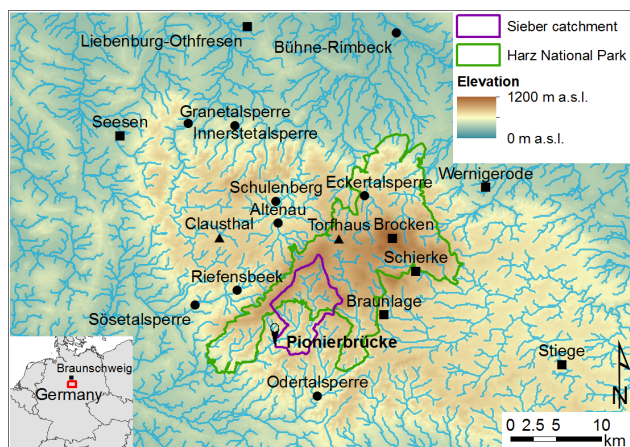 Sieber catchment
Harz National Park
Elevation
1200 m a.s.l.
0 m a.s.l.
Liebenburg-Othfresen
Bühne-Rimbeck
Seesen
Granetalsperre
Innerstetalsperre
Wernigerode
Schulenberg
Eckertalsperre
Altenau
Clausthal
Torfhaus
Brocken
Schierke
Riefensbeek
Braunlage
Sösetalsperre
Pionierbrücke
Stiege
Odertalsperre
Braunschweig
Germany
N
0 2.5 5 10
km